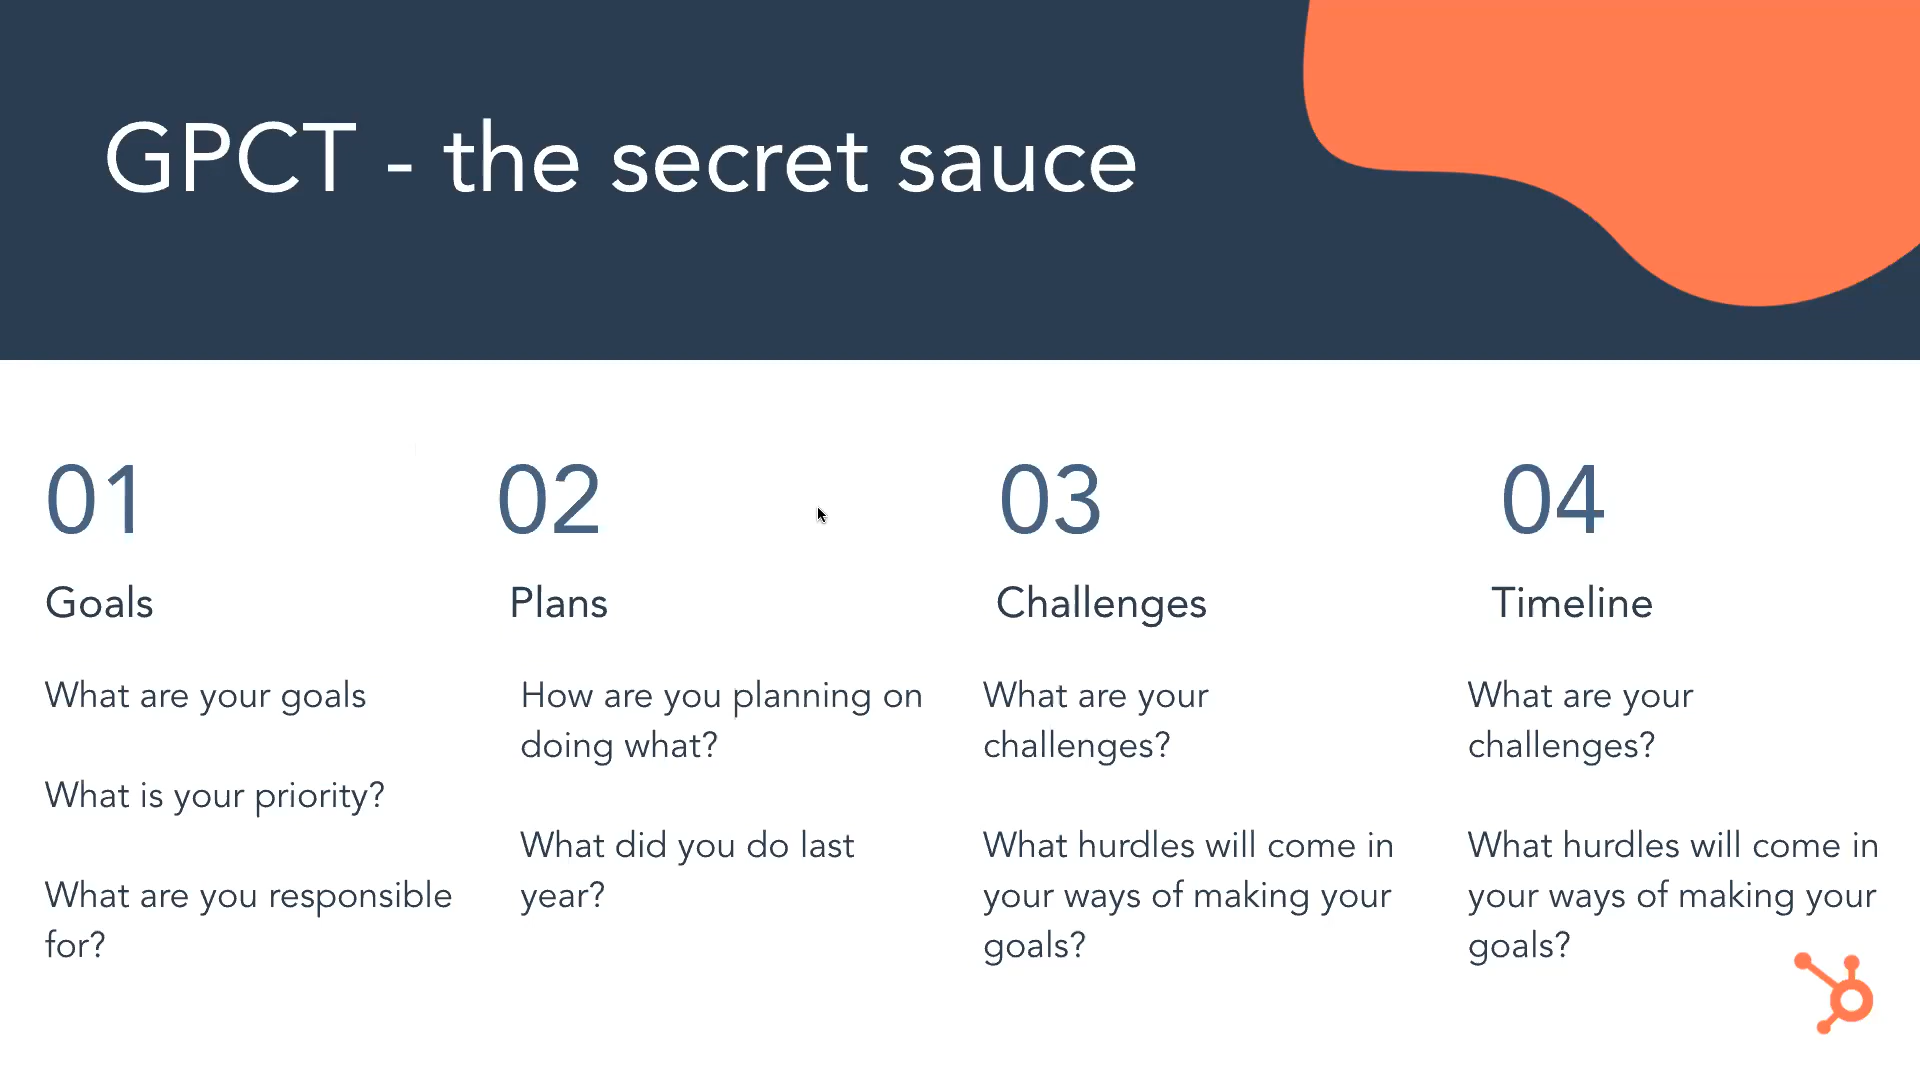 GPCT - the secret sauce
01
Goals
What are your goals
What is your priority?
What are you responsible
for?
02
Plans
How are you planning on
doing what?
What did you do last
year?
03
Challenges
What are your
challenges?
What hurdles will come in
your ways of making your
goals?
04
Timeline
What are your
challenges?
What hurdles will come in
your ways of making your
goals?